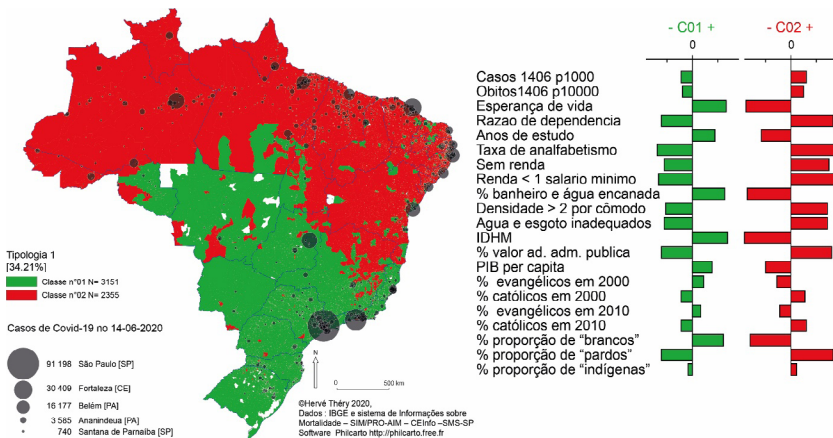 - C01 +
- C02 +
0
0
Casos 1406 p1000
Obitos1406 p10000
Esperança de vida
Razao de dependencia
Anos de estudo
Taxa de analfabetismo
Sem renda
Renda < 1 salario minimo
% banheiro e água encanada
Densidade > 2 por cômodo
Agua e esgoto inadequados
IDHM
% valor ad. adm. publica
PIB per capita
% evangélicos em 2000
% católicos em 2000
% evangélicos em 2010
% católicos em 2010
% proporção de “brancos”
% proporção de “pardos”
% proporção de “indígenas”
Tipologia 1
[34.21%]
Classe n°01 N= 3151
Classe n°02 N= 2355
Casos de Covid-19 no 14-06-2020
91 198 São Paulo [SP]
30 409 Fortaleza [CE]
16 177 Belém [PA]
3 585 Ananindeua [PA]
740 Santana de Parnaíba [SP]
N
0 500 km
©Hervé Théry 2020,
Dados : IBGE e sistema de Informações sobre
Mortalidade – SIM/PRO-AIM – CEInfo –SMS-SP
Software Philcarto http://philcarto.free.fr